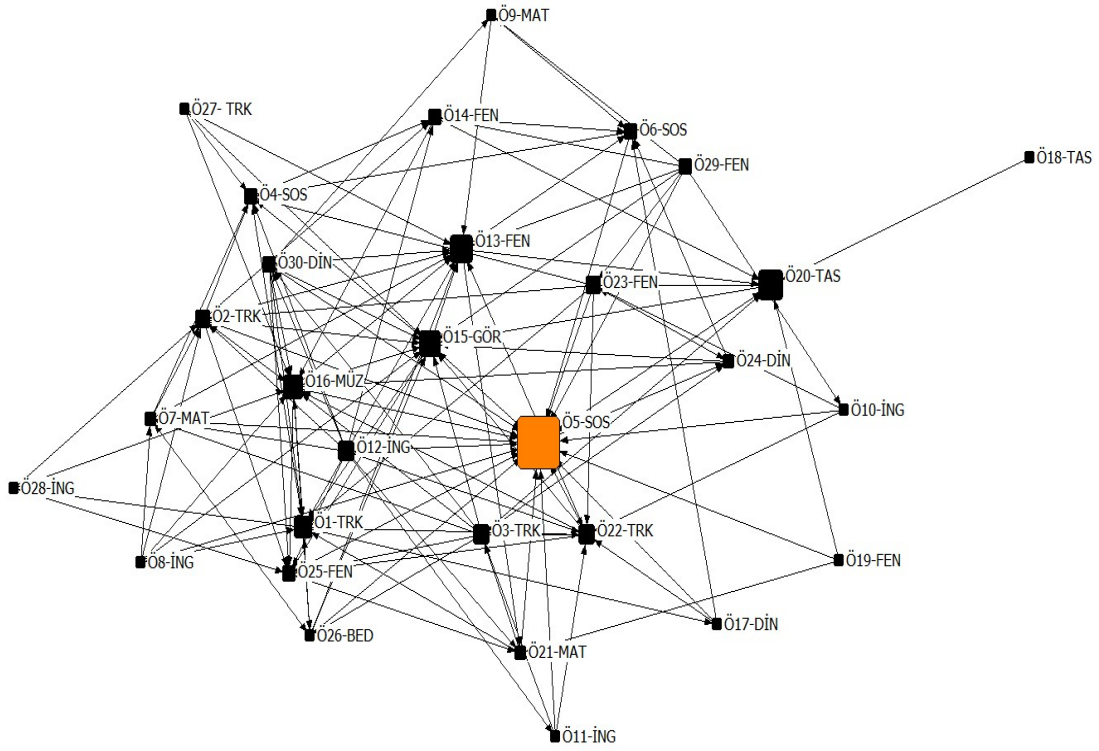 Ö9-MAT
Ö27- TRK
Ö14-FEN
Ö6-SOS
Ö18-TAS
Ö29-FEN
Ö4-SOS
Ö13-FEN
Ö30-DİN
Ö20-TAS
Ö23-FEN
Ö2-TRK
Ö15-GÖR
Ö24-DİN
Ö16-MÜZ
Ö10-İNG
Ö7-MAT
Ö5-SOS
Ö12-İNG
Ö28-İNG
Ö1-TRK
Ö3-TRK
Ö22-TRK
Ö8-İNG
Ö25-FEN
Ö19-FEN
Ö17-DİN
Ö26-BED
Ö21-MAT
Ö11-İNG